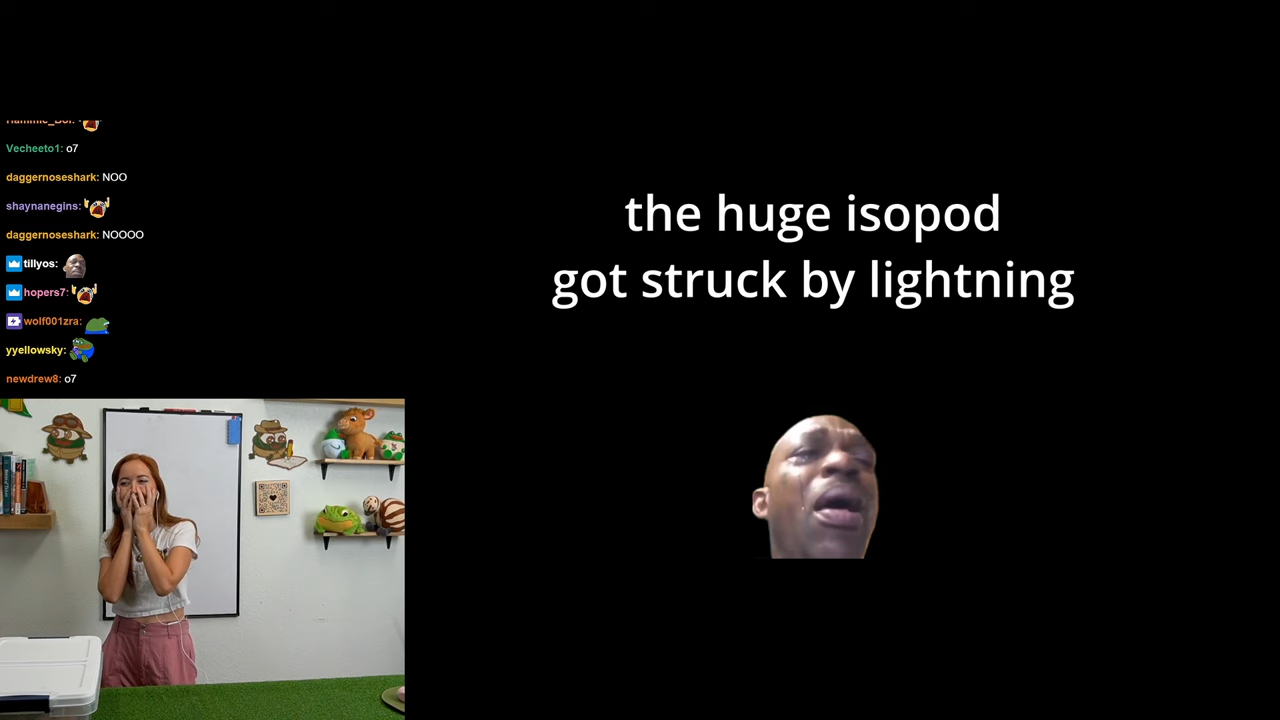 Vecheeto1: o7
daggernoseshark: NOO
shaynanegins:
daggernoseshark: NOOOO
tillyos:
hopers7:
wolf001zra:
yyellowsky:
newdrew8: o7
the huge isopod
got struck by lightning